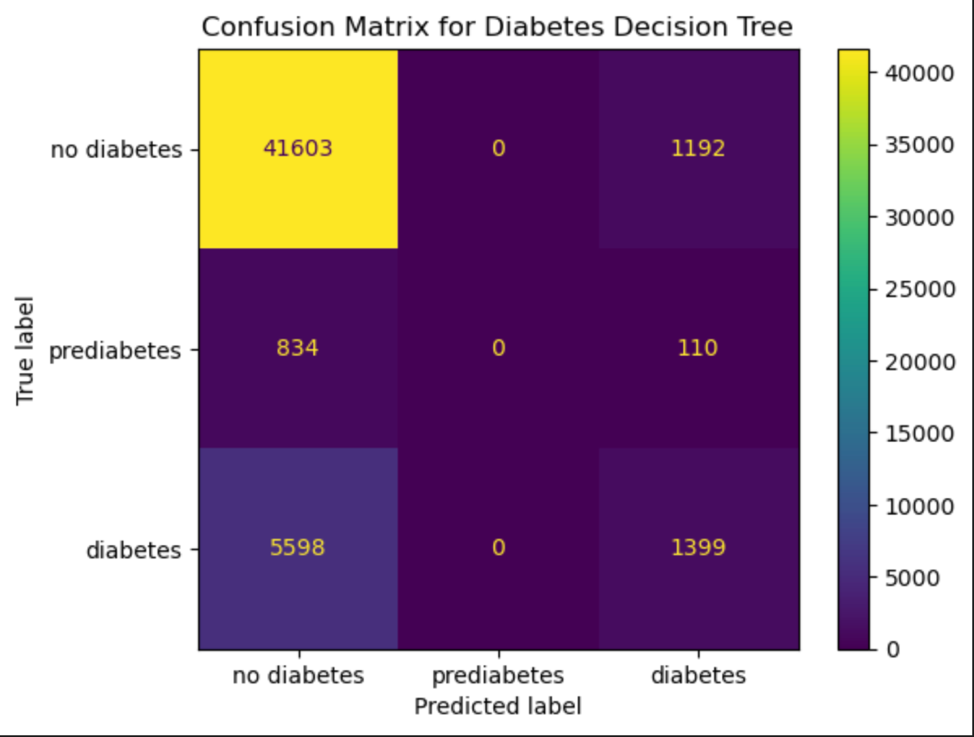 Confusion Matrix for Diabetes Decision Tree
True label
no diabetes 41603 0 1192
prediabetes 834 0 110
diabetes 5598 0 1399
no diabetes prediabetes diabetes
Predicted label
40000
35000
30000
25000
20000
15000
10000
5000
0